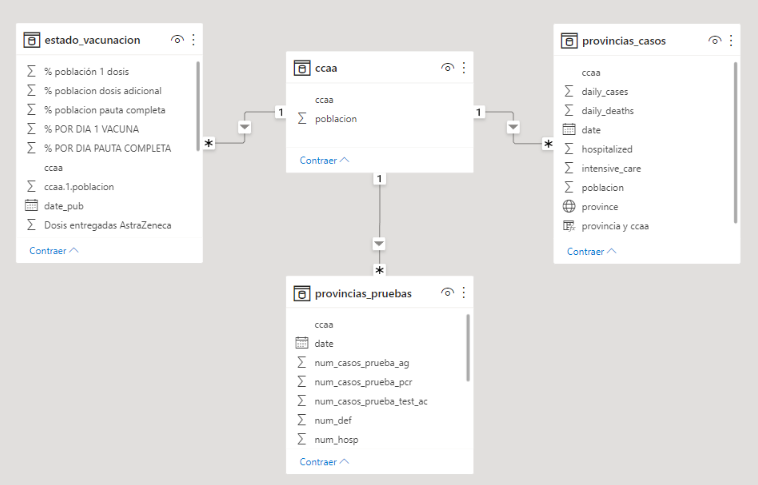 estado_vacunacion
% población 1 dosis
% poblacion dosis adicional
% poblacion pauta completa
% POR DIA 1 VACUNA
% POR DIA PAUTA COMPLETA
ccaa
ccaa.1.poblacion
date_pub
Dosis entregadas AstraZeneca
Contraer
1
*
ccaa
ccaa
poblacion
Contraer
1
*
1
*
provincias_casos
ccaa
daily_cases
daily_deaths
date
hospitalized
intensive_care
poblacion
province
provincia y ccaa
Contraer
provincias_pruebas
ccaa
date
num_casos_prueba_ag
num_casos_prueba_pcr
num_casos_prueba_test_ac
num_def
num_hosp
Contraer